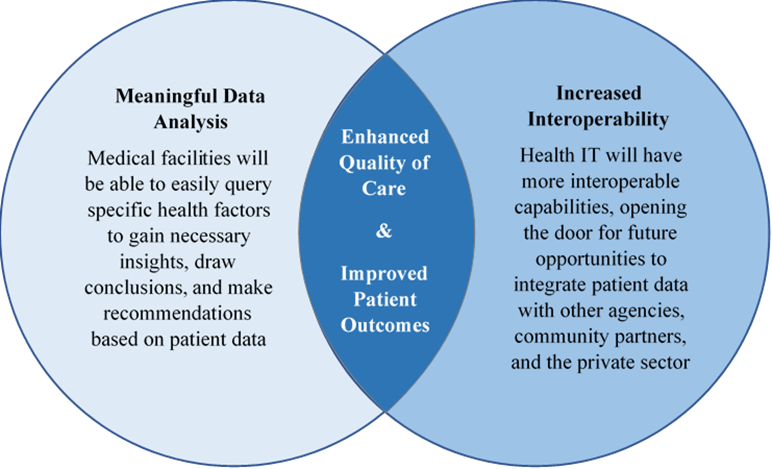 Meaningful Data
Analysis
Medical facilities will
be able to easily query
specific health factors
to gain necessary
insights, draw
conclusions, and make
recommendations
based on patient data
Enhanced
Quality of
Care
&
Improved
Patient
Outcomes
Increased
Interoperability
Health IT will have
more interoperable
capabilities, opening
the door for future
opportunities to
integrate patient data
with other agencies,
community partners,
and the private sector